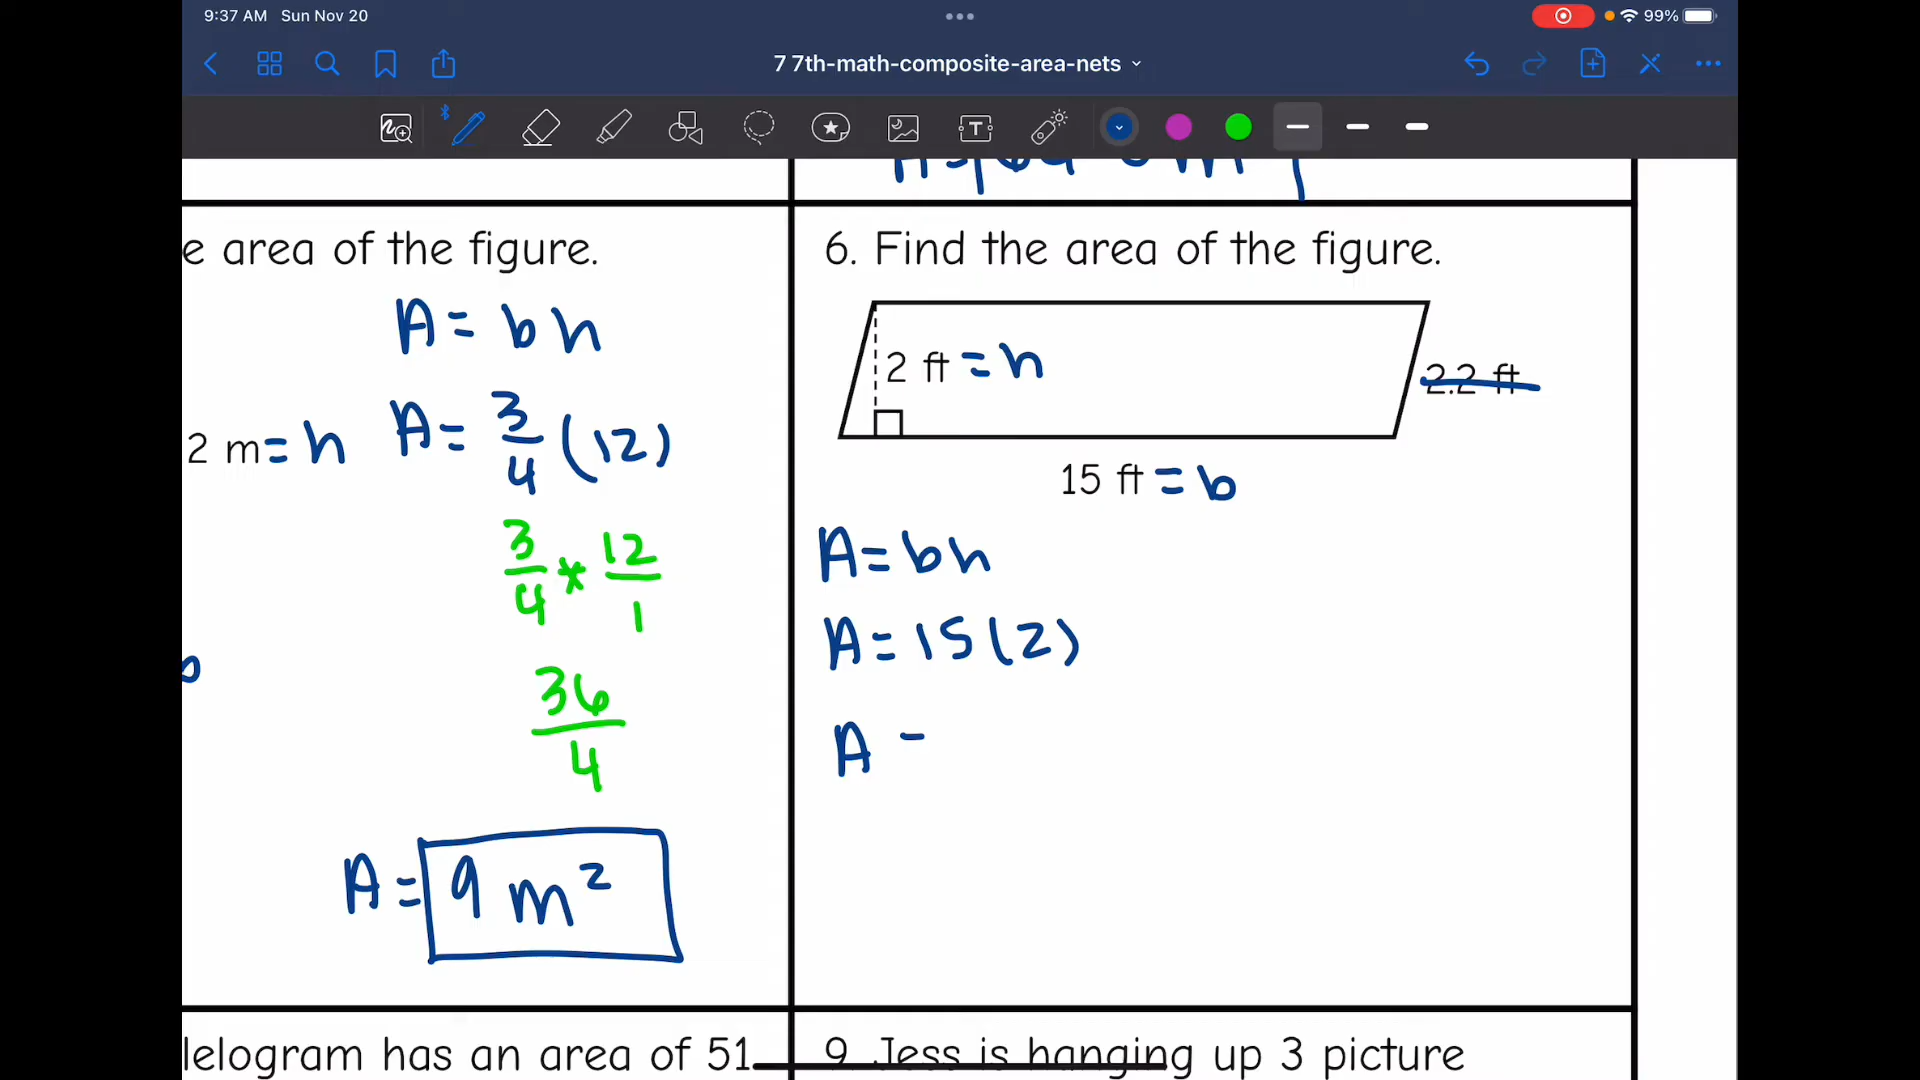 9:37 AM Sun Nov 20
99%
7 7th-math-composite-area-nets
T
e area of the figure.
A = bh
2 m = h
A = 3/4 (12)
3/4 * 12/1
36/4
b
A = 9 m²
6. Find the area of the figure.
2 ft = h
2.2 ft
15 ft = b
A = bh
A = 15(2)
A -
lelogram has an area of 51
9. Jess is hanging up 3 picture